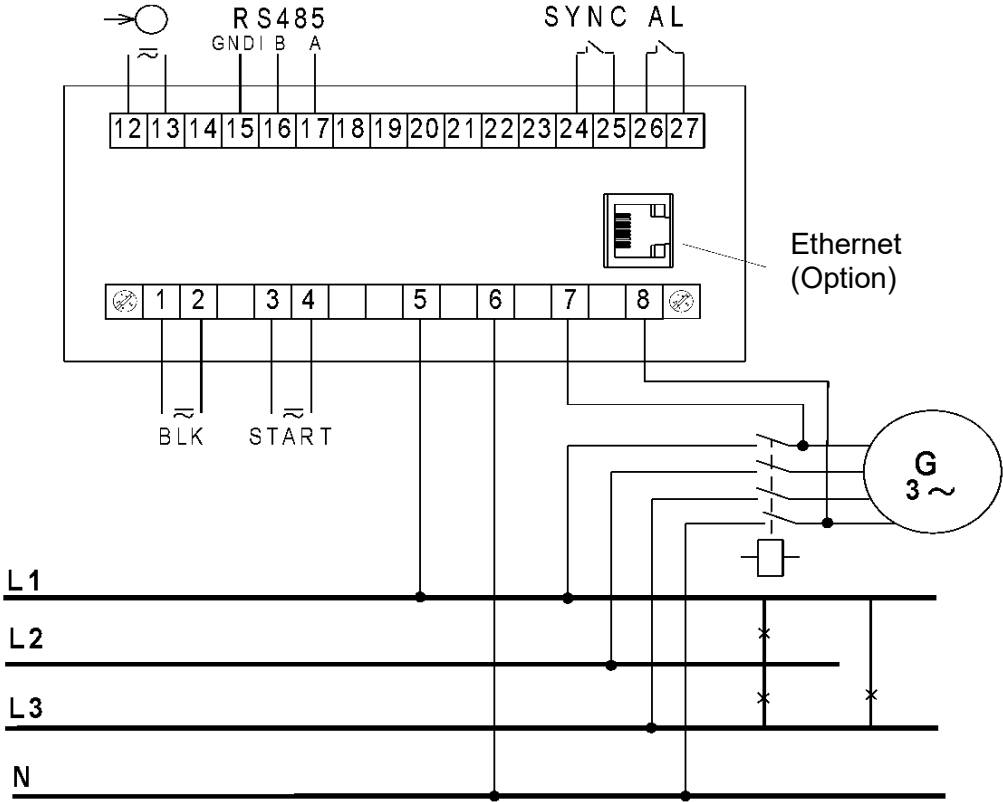 RS485
SYNC AL
GNDI B A
12 13 14 15 16 17 18 19 20 21 22 23 24 25 26 27
Ethernet
(Option)
1 2 3 4 5 6 7 8
BLK START
G
3 ~
L1
L2
L3
N